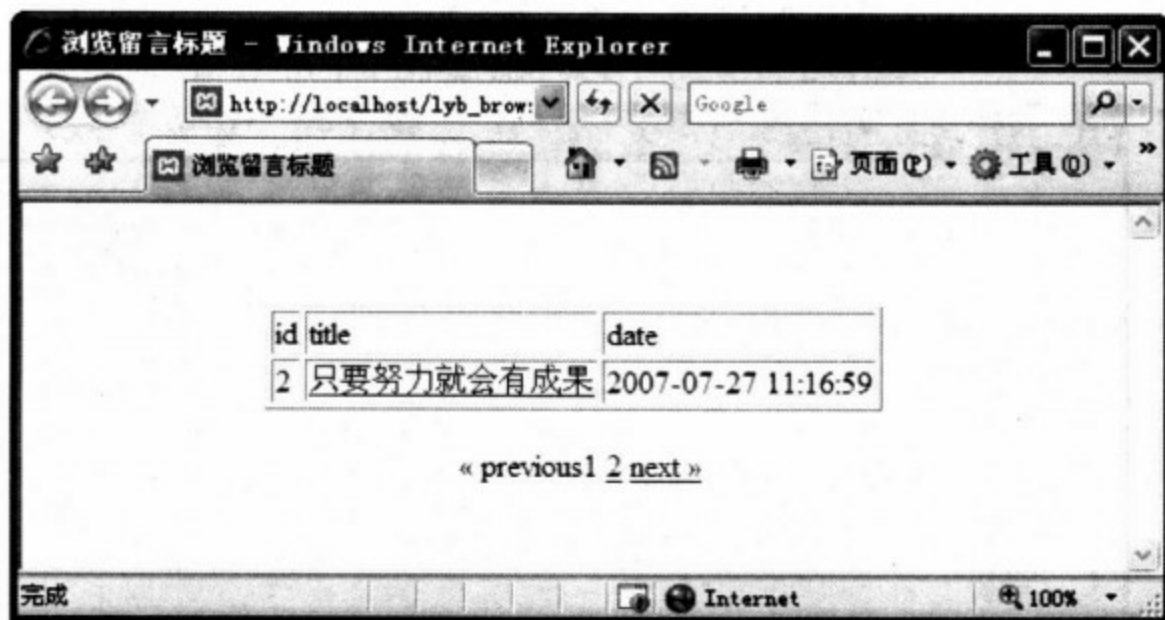 浏览留言标题 - Windows Internet Explorer
http://localhost/lyb_brow: Google
浏览留言标题 页面(P) 工具(O) »
id title date
2 只要努力就会有成果 2007-07-27 11:16:59
« previous1 2 next »
完成 Internet 100%